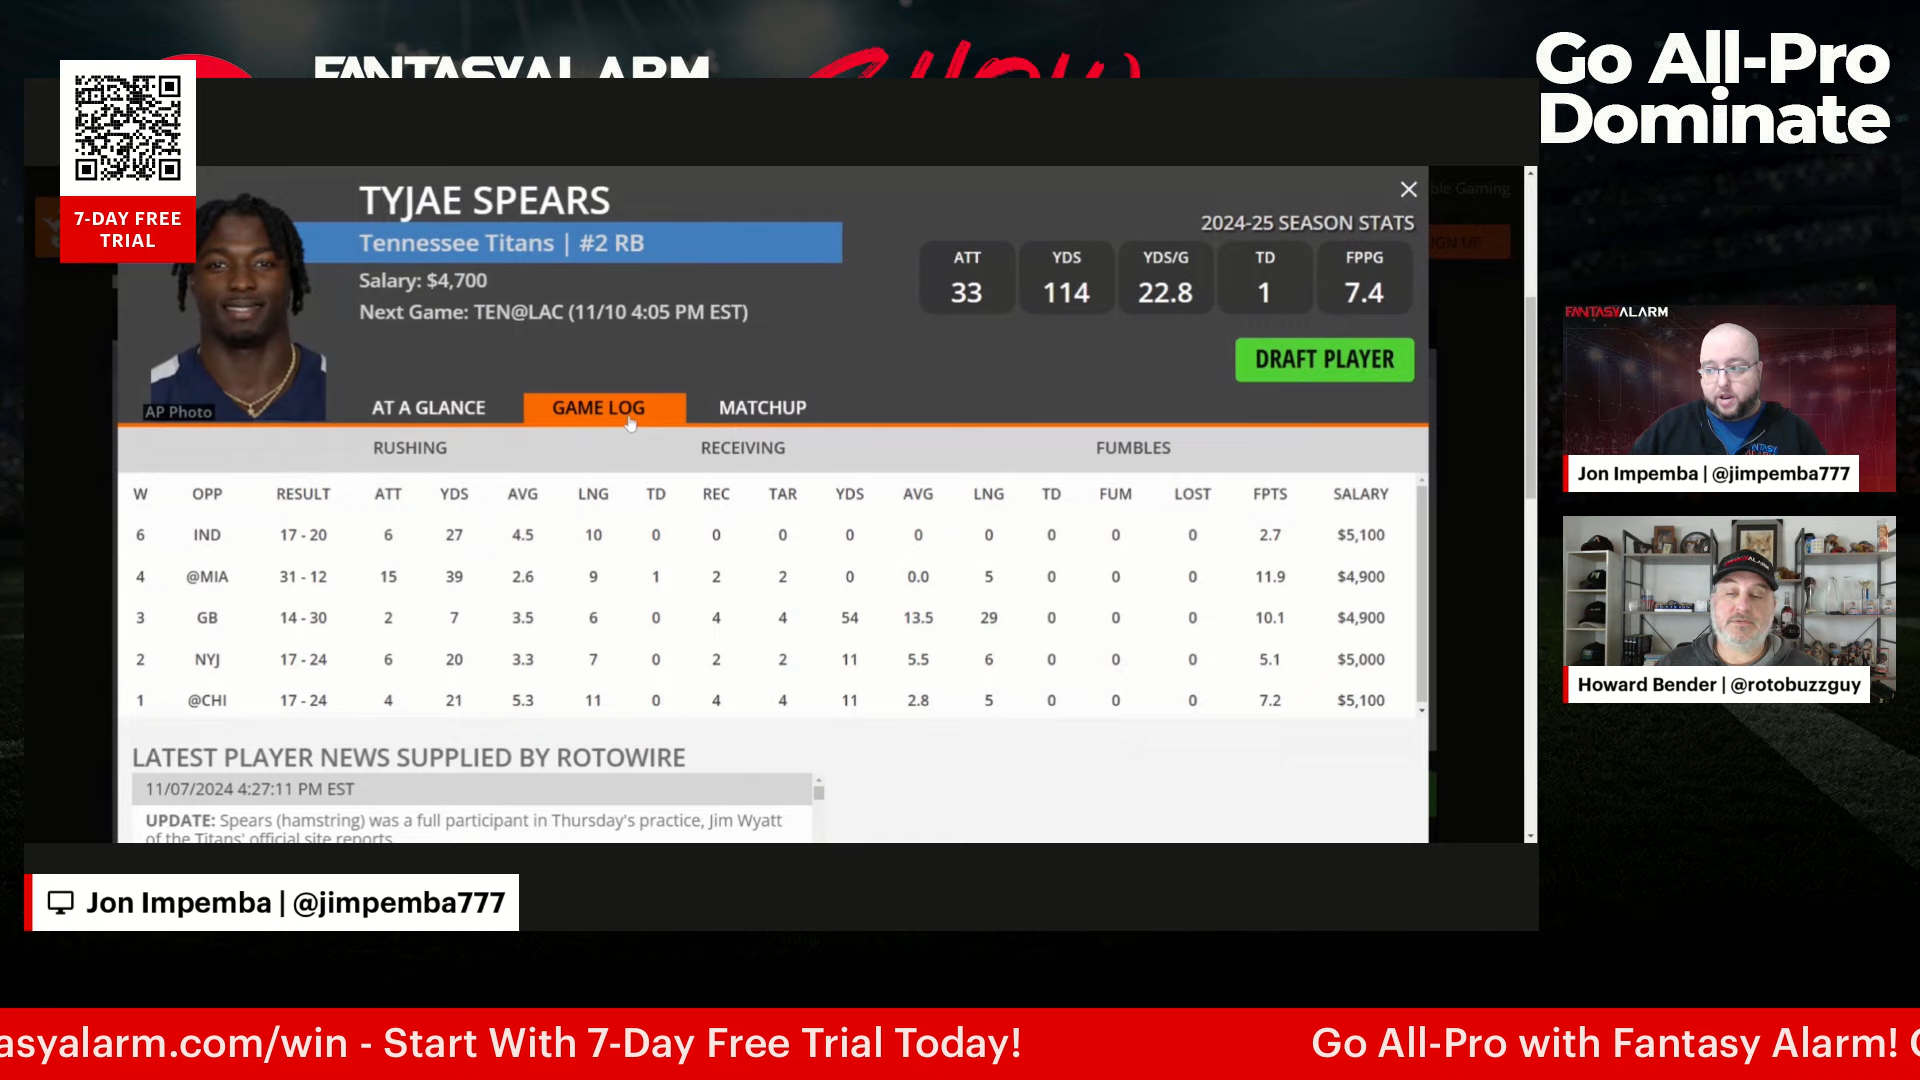 FANTASYALARM
SHOW
Go All-Pro
Dominate
7-DAY FREE
TRIAL
TYJAE SPEARS
Tennessee Titans | #2 RB
Salary: $4,700
Next Game: TEN@LAC (11/10 4:05 PM EST)
AP Photo
ble Gaming
SIGN UP
2024-25 SEASON STATS
ATT YDS YDS/G TD FPPG
33 114 22.8 1 7.4
DRAFT PLAYER
AT A GLANCE GAME LOG MATCHUP
RUSHING RECEIVING FUMBLES
W OPP RESULT ATT YDS AVG LNG TD REC TAR YDS AVG LNG TD FUM LOST FPTS SALARY
6 IND 17 - 20 6 27 4.5 10 0 0 0 0 0 0 0 0 0 2.7 $5,100
4 @MIA 31 - 12 15 39 2.6 9 1 2 2 0 0.0 5 0 0 0 11.9 $4,900
3 GB 14 - 30 2 7 3.5 6 0 4 4 54 13.5 29 0 0 0 10.1 $4,900
2 NYJ 17 - 24 6 20 3.3 7 0 2 2 11 5.5 6 0 0 0 5.1 $5,000
1 @CHI 17 - 24 4 21 5.3 11 0 4 4 11 2.8 5 0 0 0 7.2 $5,100
LATEST PLAYER NEWS SUPPLIED BY ROTOWIRE
11/07/2024 4:27:11 PM EST
UPDATE: Spears (hamstring) was a full participant in Thursday's practice, Jim Wyatt
of the Titans' official site reports.
FANTASYALARM
Jon Impemba | @jimpemba777
Howard Bender | @rotobuzzguy
Jon Impemba | @jimpemba777
asyalarm.com/win - Start With 7-Day Free Trial Today! Go All-Pro with Fantasy Alarm!